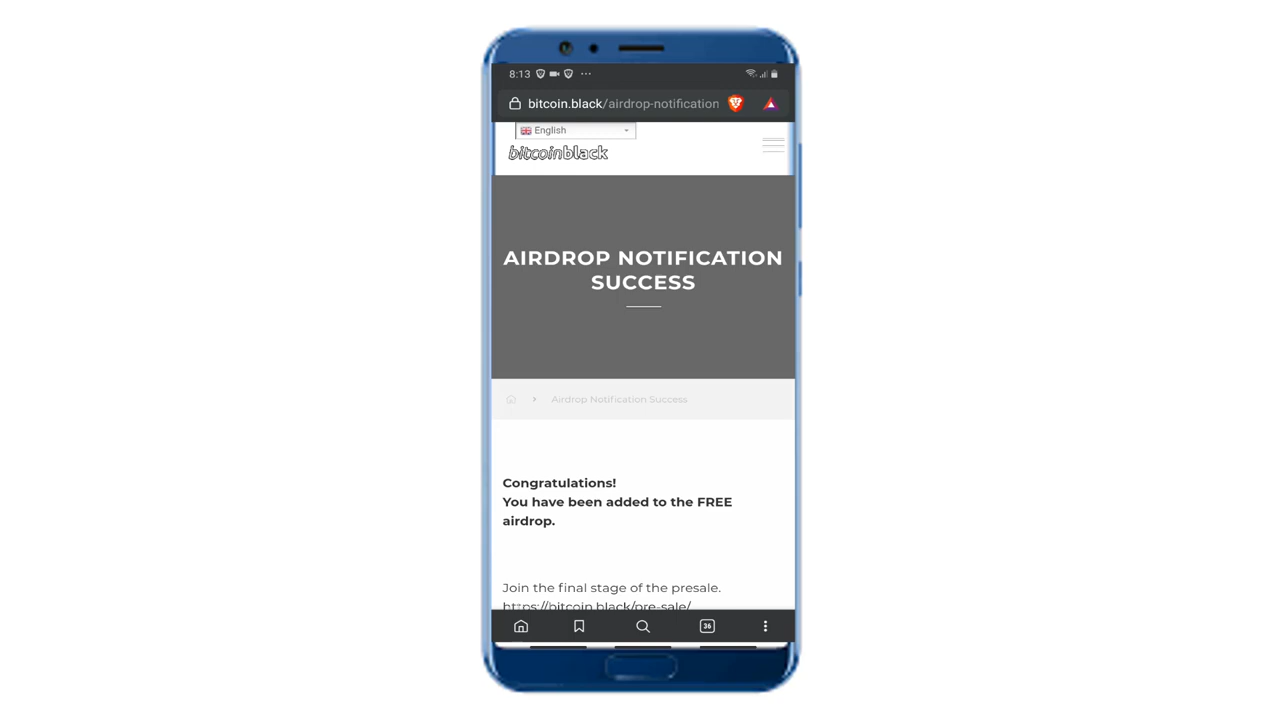 8:13
bitcoin.black/airdrop-notification
English
bitcoinblack
AIRDROP NOTIFICATION
SUCCESS
Airdrop Notification Success
Congratulations!
You have been added to the FREE
airdrop.
Join the final stage of the presale.
https://bitcoin.black/pre-sale/
36